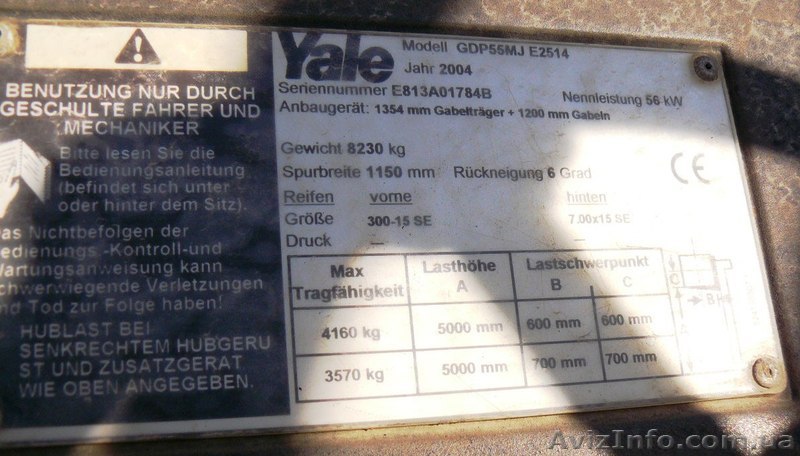 BENUTZUNG NUR DURCH
GESCHULTE FAHRER UND
MECHANIKER
Bitte lesen Sie die
Bedienungsanleitung
(befindet sich unter
oder hinter dem Sitz).
Das Nichtbefolgen der
Bedienungs-,Kontroll-und
Wartungsanweisung kann
schwerwiegende Verletzungen
und Tod zur Folge haben!
HUBLAST BEI
SENKRECHTEM HUBGERU
ST UND ZUSATZGERAT
WIE OBEN ANGEGEBEN.
Yale Modell GDP55MJ E2514
Jahr 2004
Seriennummer E813A01784B Nennleistung 56 kW
Anbaugerät: 1354 mm Gabelträger + 1200 mm Gabeln
Gewicht 8230 kg
Spurbreite 1150 mm Rückneigung 6 Grad
CE
Reifen vorne hinten
Größe 300-15 SE 7.00x15 SE
Druck — —
Max Lasthöhe Lastschwerpunkt
Tragfähigkeit A B C
4160 kg 5000 mm 600 mm 600 mm
3570 kg 5000 mm 700 mm 700 mm
C
B
A
AvizInfo.com.ua